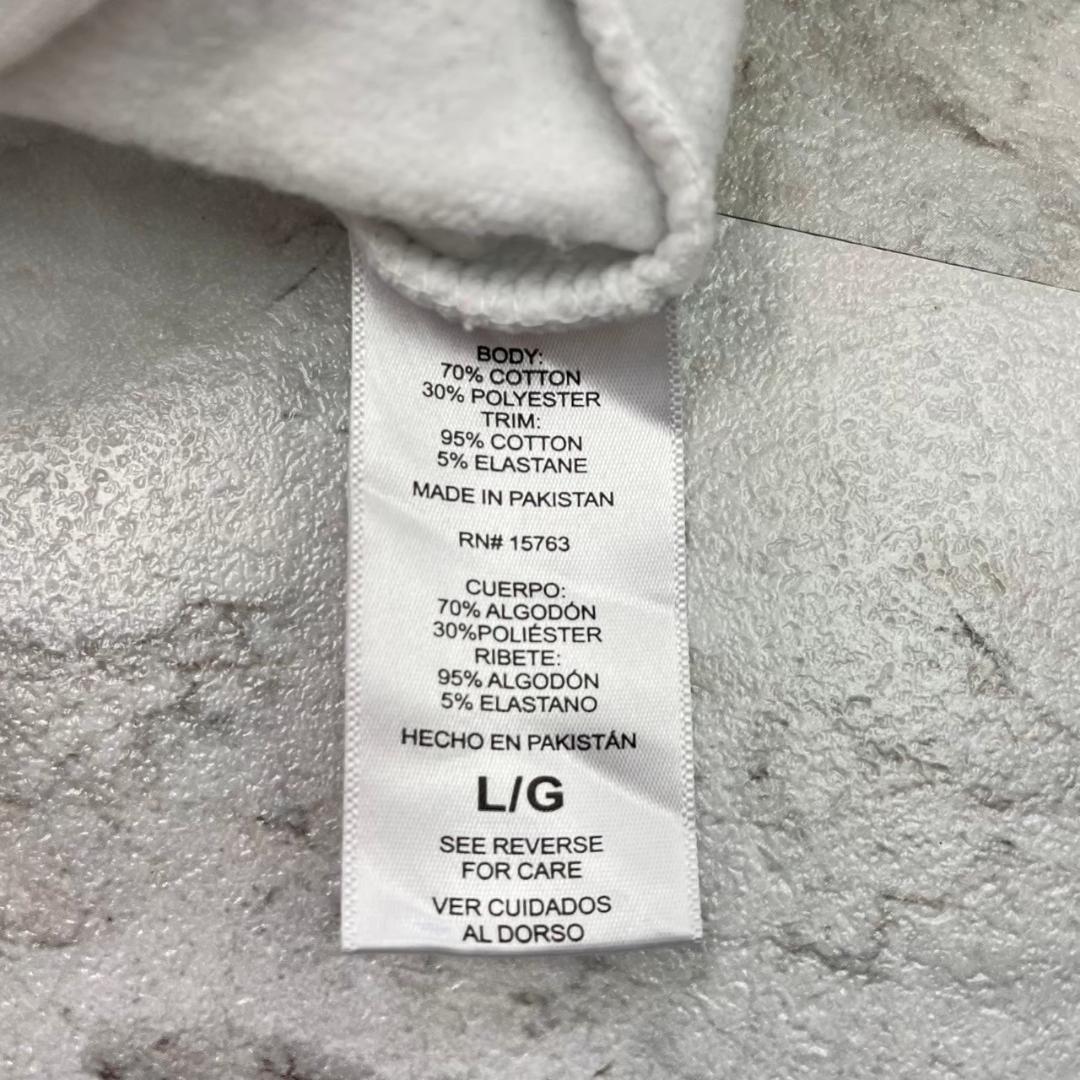 BODY:
70% COTTON
30% POLYESTER
TRIM:
95% COTTON
5% ELASTANE
MADE IN PAKISTAN
RN# 15763
CUERPO:
70% ALGODÓN
30%POLIÉSTER
RIBETE:
95% ALGODÓN
5% ELASTANO
HECHO EN PAKISTÁN
L/G
SEE REVERSE
FOR CARE
VER CUIDADOS
AL DORSO